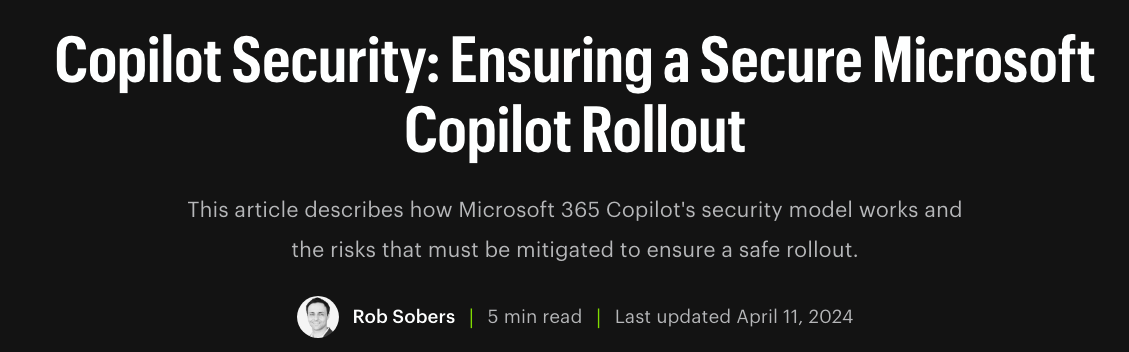 Copilot Security: Ensuring a Secure Microsoft
Copilot Rollout
This article describes how Microsoft 365 Copilot's security model works and
the risks that must be mitigated to ensure a safe rollout.
Rob Sobers | 5 min read | Last updated April 11, 2024